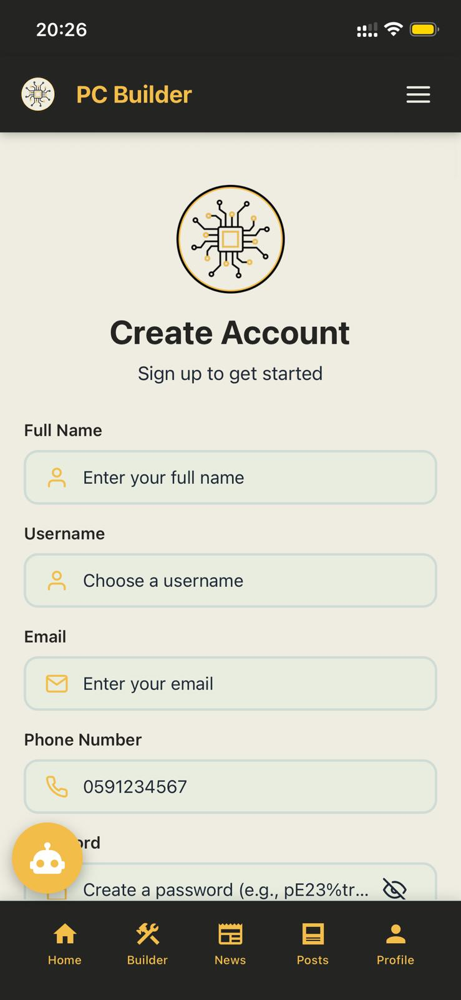 20:26
PC Builder
Create Account
Sign up to get started
Full Name
Enter your full name
Username
Choose a username
Email
Enter your email
Phone Number
0591234567
ord
Create a password (e.g., pE23%tr...
Home
Builder
News
Posts
Profile